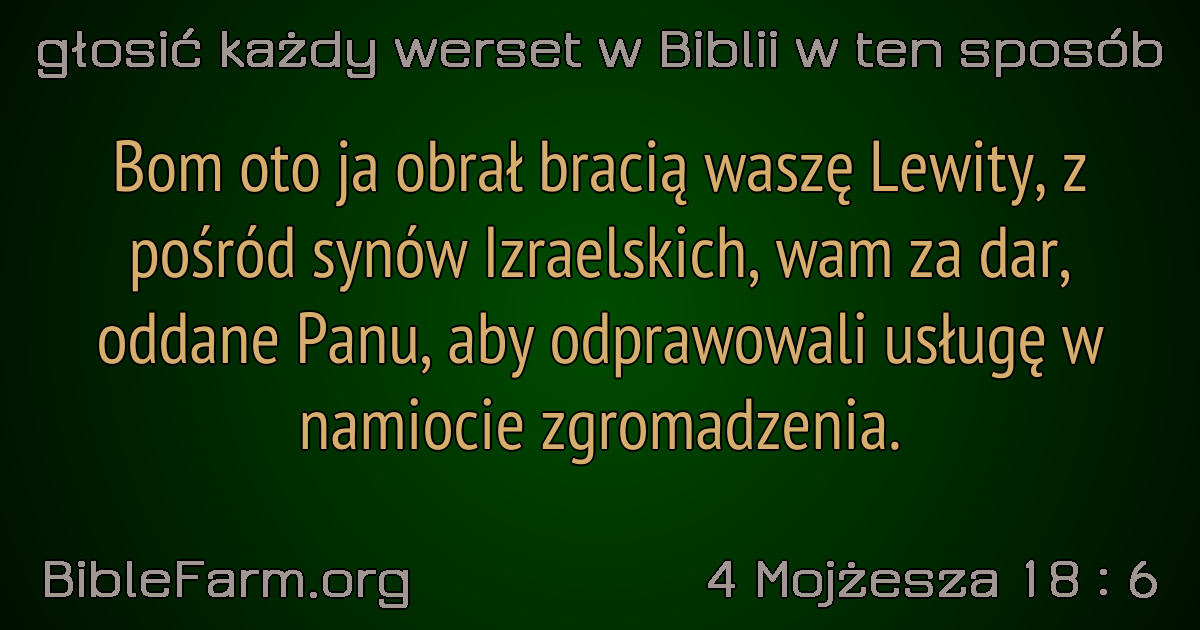 głosić każdy werset w Biblii w ten sposób
Bom oto ja obrał bracią waszę Lewity, z
pośród synów Izraelskich, wam za dar,
oddane Panu, aby odprawowali usługę w
namiocie zgromadzenia.
BibleFarm.org
4 Mojżesza 18 : 6